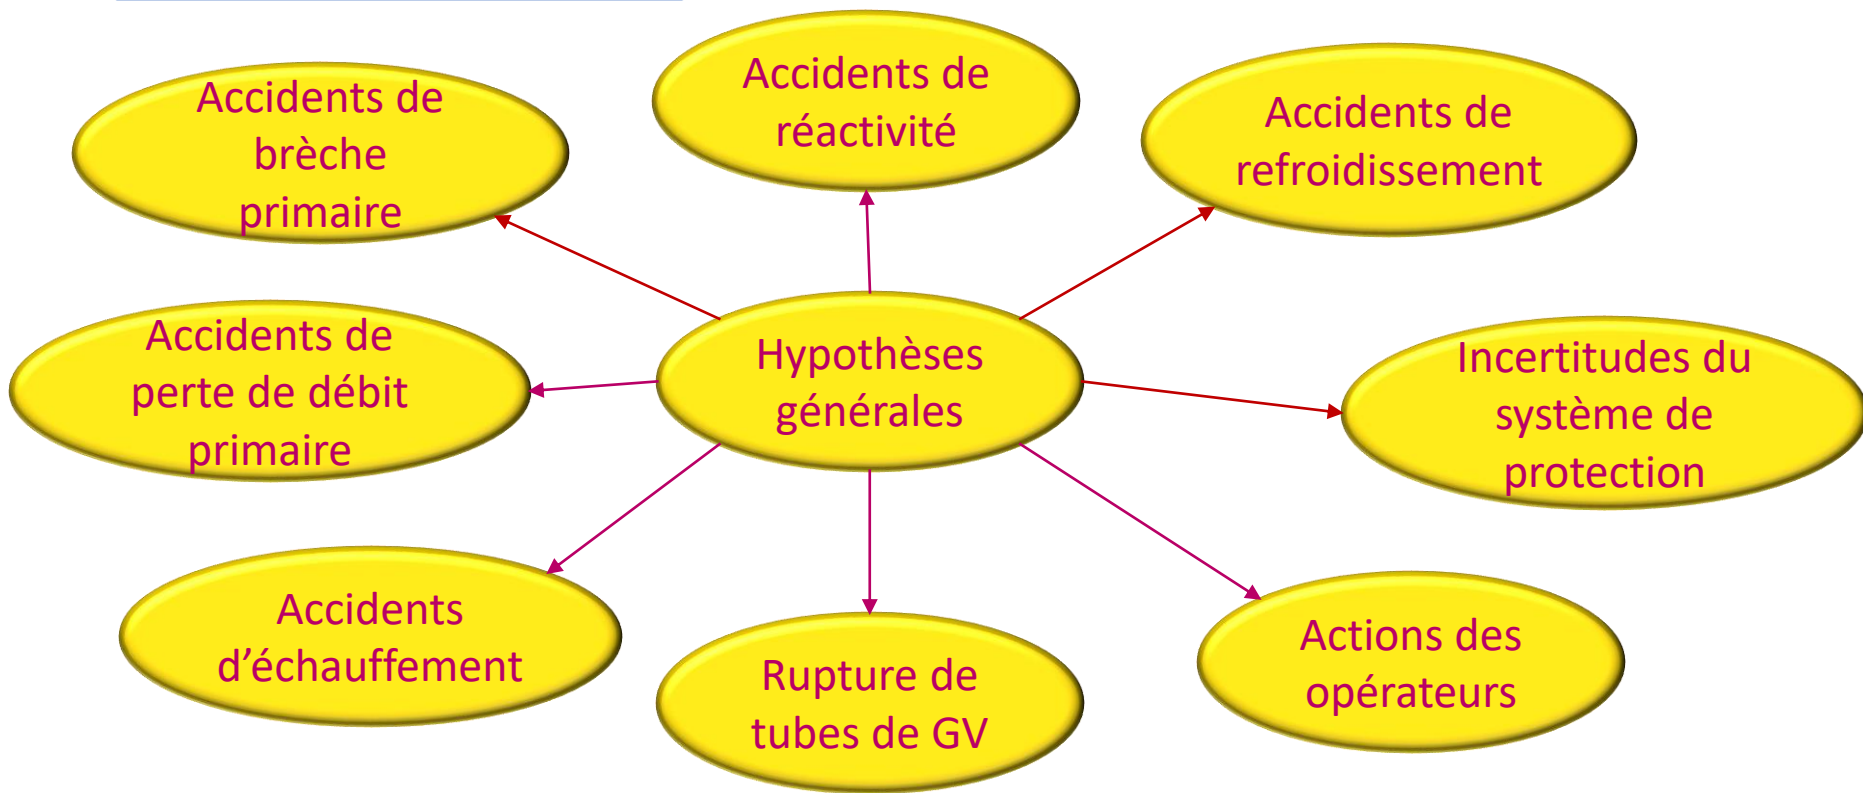 Accidents de
réactivité
Accidents de
brèche
primaire
Accidents de
refroidissement
Accidents de
perte de débit
primaire
Hypothèses
générales
Incertitudes du
système de
protection
Accidents
d’échauffement
Rupture de
tubes de GV
Actions des
opérateurs